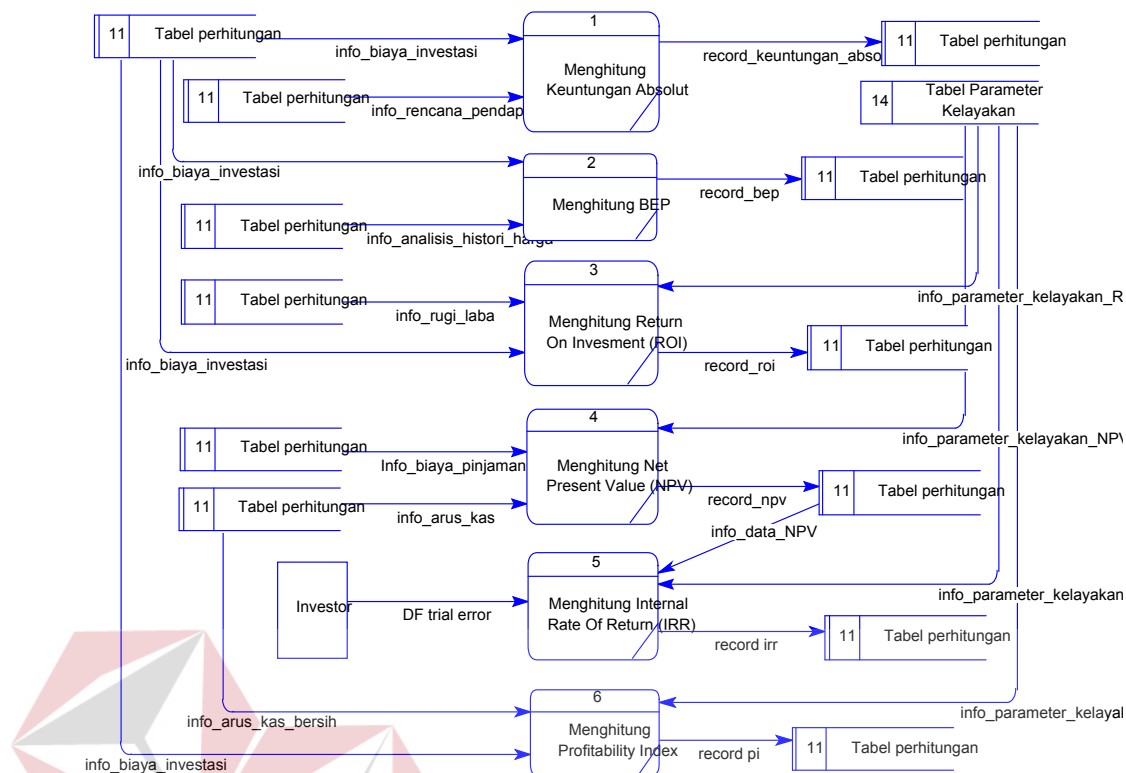 11 Tabel perhitungan
info_biaya_investasi
1
Menghitung
Keuntungan Absolut
record_keuntungan_abso
11 Tabel perhitungan
11 Tabel perhitungan
info_rencana_pendap
14 Tabel Parameter
Kelayakan
info_biaya_investasi
2
Menghitung BEP
record_bep
11 Tabel perhitungan
11 Tabel perhitungan
info_analisis_histori_harga
3
Menghitung Return
On Invesment (ROI)
11 Tabel perhitungan
info_rugi_laba
info_parameter_kelayakan_R
info_biaya_investasi
record_roi
11 Tabel perhitungan
4
Menghitung Net
Present Value (NPV)
info_parameter_kelayakan_NPV
11 Tabel perhitungan
Info_biaya_pinjaman
11 Tabel perhitungan
info_arus_kas
record_npv
11 Tabel perhitungan
info_data_NPV
5
Menghitung Internal
Rate Of Return (IRR)
Investor
DF trial error
info_parameter_kelayakan
record irr
11 Tabel perhitungan
6
Menghitung
Profitability Index
info_arus_kas_bersih
info_parameter_kelayak
info_biaya_investasi
record pi
11 Tabel perhitungan